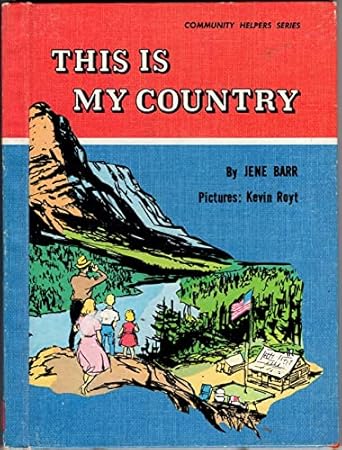 COMMUNITY HELPERS SERIES
THIS IS
MY COUNTRY
By JENE BARR
Pictures: Kevin Royt